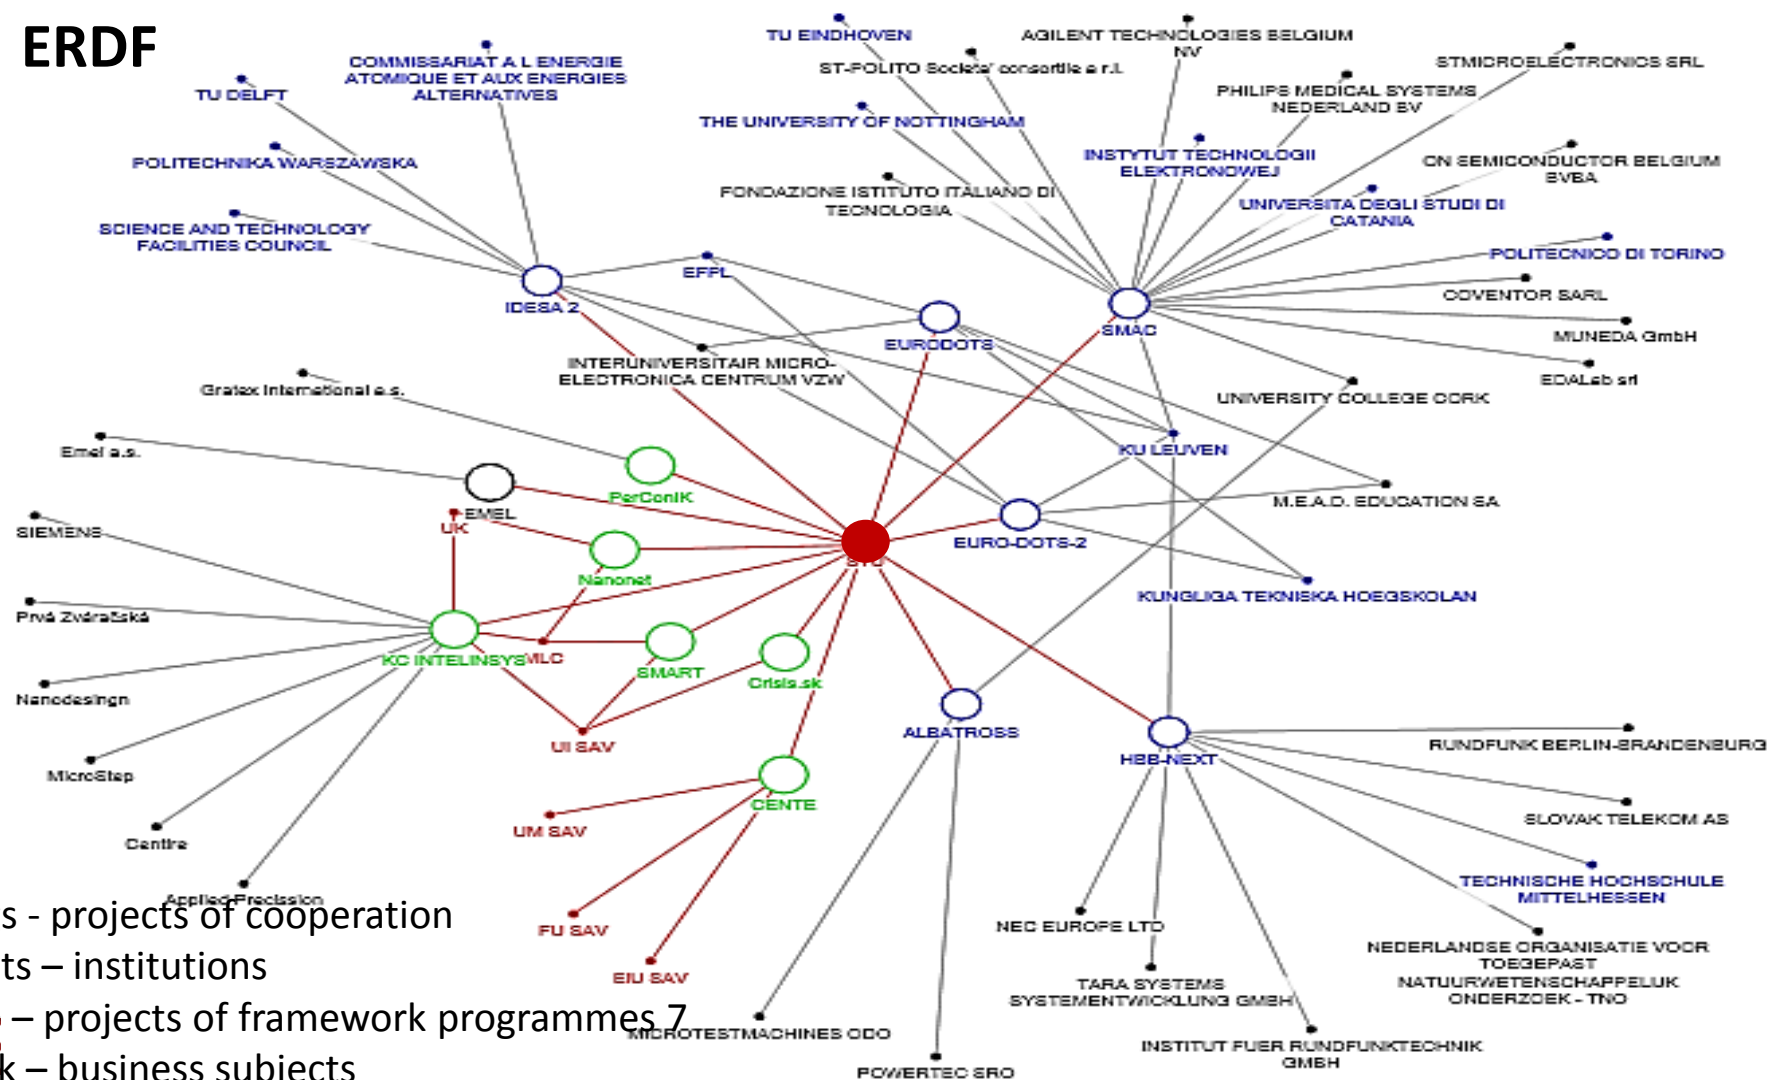 ERDF
TU EINDHOVEN
AGILENT TECHNOLOGIES BELGIUM
NV
COMMISSARIAT A L ENERGIE
ATOMIQUE ET AUX ENERGIES
ALTERNATIVES
ST-POLITO Societa' consortile a r.l.
STMICROELECTRONICS SRL
TU DELFT
PHILIPS MEDICAL SYSTEMS
NEDERLAND BV
THE UNIVERSITY OF NOTTINGHAM
POLITECHNIKA WARSZAWSKA
INSTYTUT TECHNOLOGII
ELEKTRONOWEJ
ON SEMICONDUCTOR BELGIUM
BVBA
FONDAZIONE ISTITUTO ITALIANO DI
TECNOLOGIA
UNIVERSITA DEGLI STUDI DI
CATANIA
SCIENCE AND TECHNOLOGY
FACILITIES COUNCIL
POLITECNICO DI TORINO
EFPL
IDESA 2
COVENTOR SARL
SMAC
EURODOTS
MUNEDA GmbH
INTERUNIVERSITAIR MICRO-
ELECTRONICA CENTRUM VZW
EDALab srl
Gratex International a.s.
UNIVERSITY COLLEGE CORK
Emel a.s.
KU LEUVEN
PerConIK
M.E.A.D. EDUCATION SA
EMEL
UK
SIEMENS
EURO-DOTS-2
Nanonet
KUNGLIGA TEKNISKA HOEGSKOLAN
Prvá Zváračská
KC INTELINSYS
MLC
SMART
Crisis.sk
Nanodesingn
ALBATROSS
UI SAV
HBB-NEXT
RUNDFUNK BERLIN-BRANDENBURG
MicroStep
CENTE
SLOVAK TELEKOM AS
UM SAV
Centire
TECHNISCHE HOCHSCHULE
MITTELHESSEN
Applied Precission
s - projects of cooperation
FU SAV
NEC EUROPE LTD
NEDERLANDSE ORGANISATIE VOOR
TOEGEPAST
NATUURWETENSCHAPPELIJK
ONDERZOEK - TNO
ts – institutions
EIU SAV
TARA SYSTEMS
SYSTEMENTWICKLUNG GMBH
– projects of framework programmes 7
MICROTESTMACHINES ODO
INSTITUT FUER RUNDFUNKTECHNIK
GMBH
k – business subjects
POWERTEC SRO